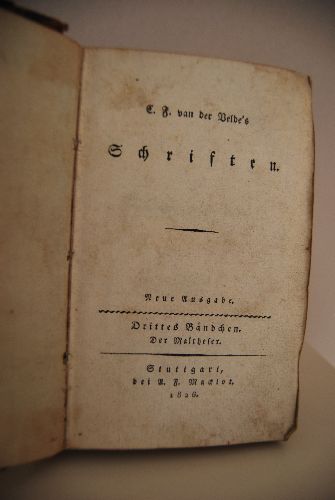 C. F. van der Velde's
Schriften.
Neue Ausgabe.
Drittes Bändchen.
Der Maltheser.
Stuttgart,
bei A. F. Macklot.
1826.